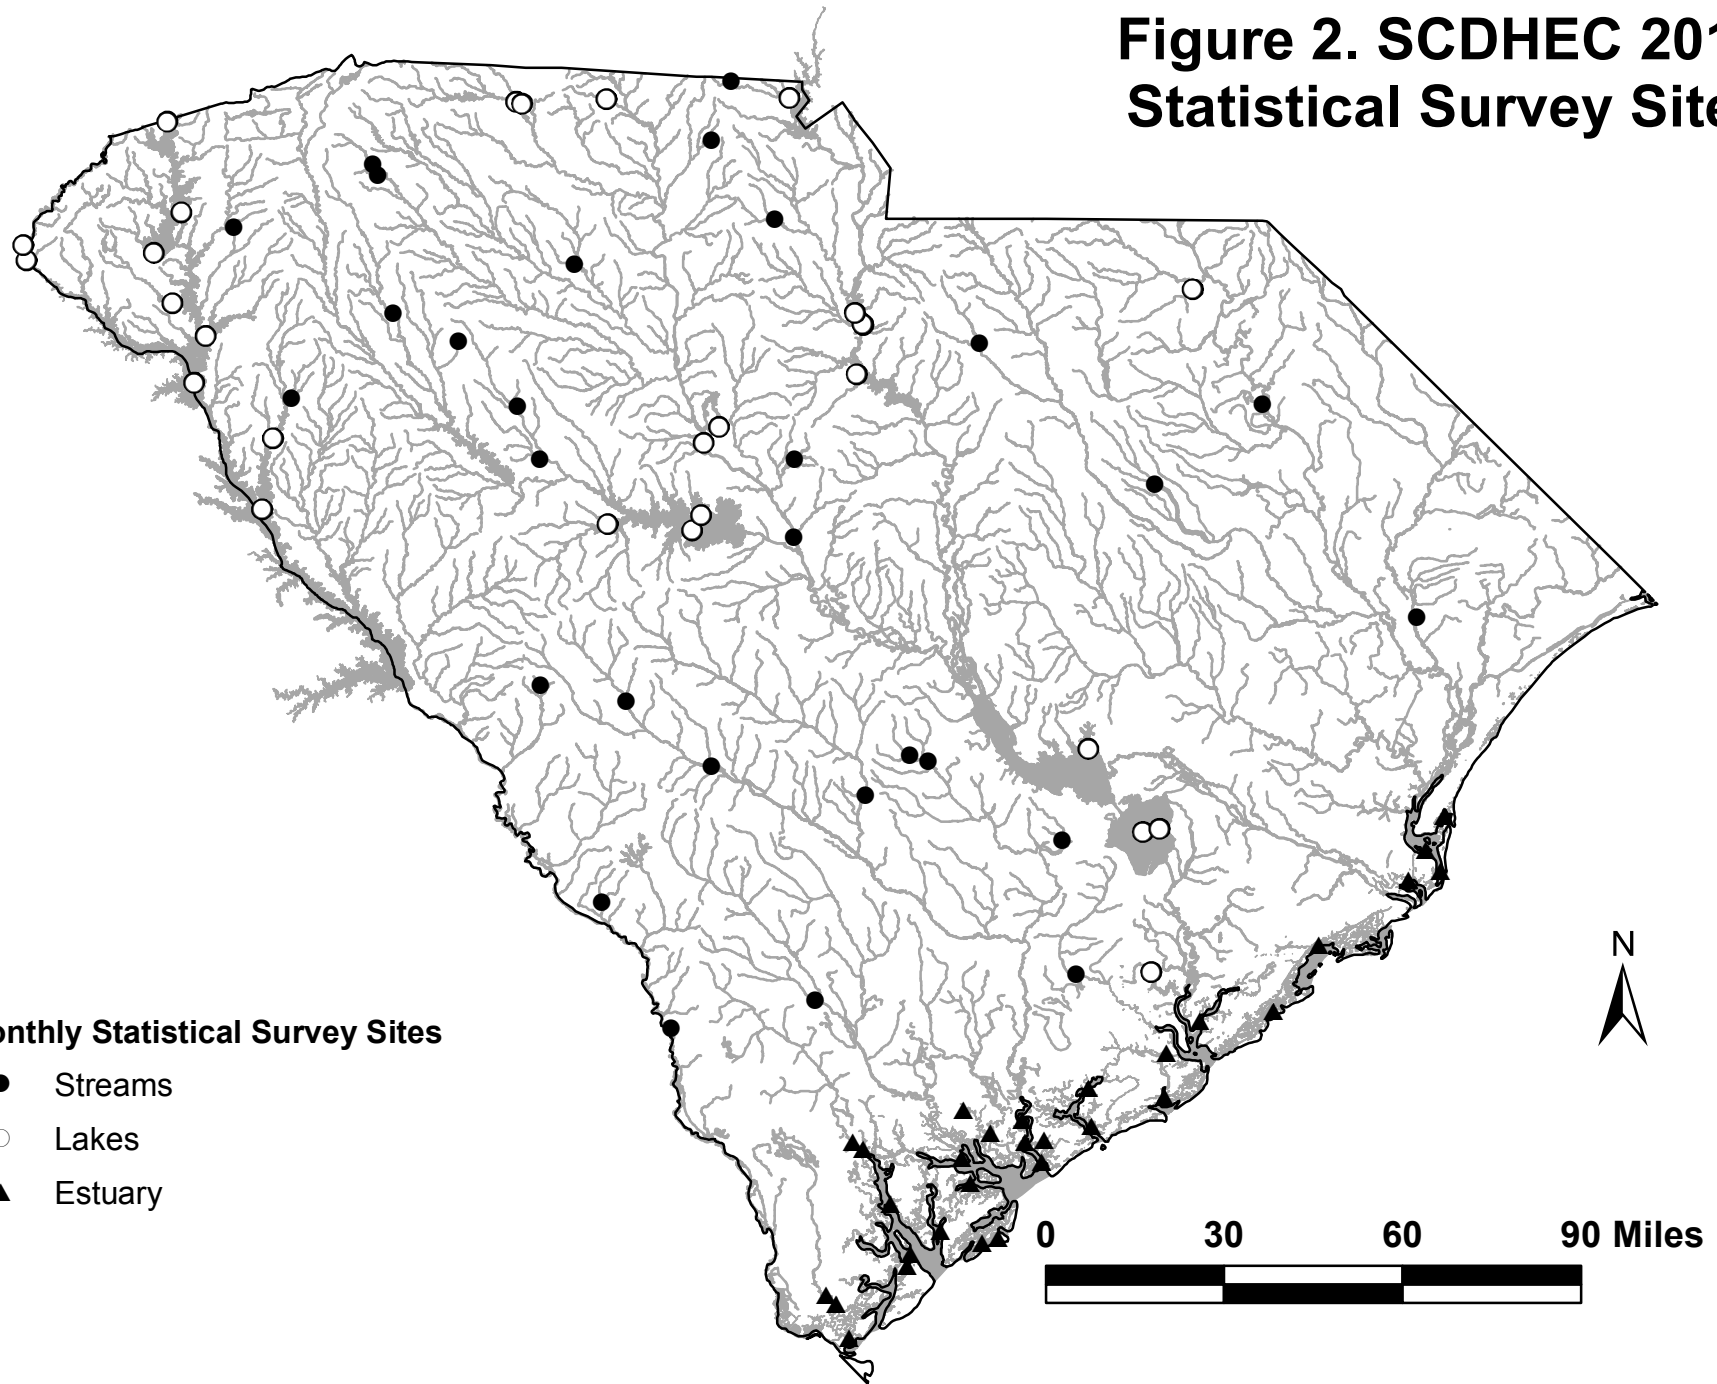 Figure 2. SCDHEC 201
Statistical Survey Site
N
onthly Statistical Survey Sites
Streams
Lakes
Estuary
0 30 60 90 Miles